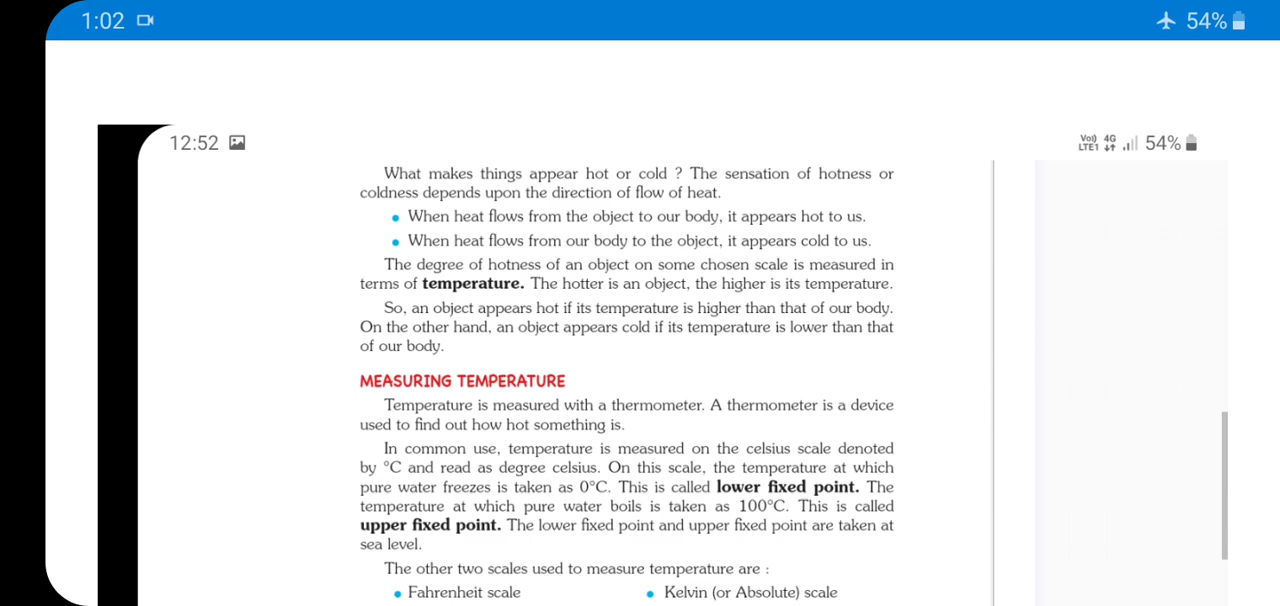 1:02 54%
12:52 Vo)) 4G LTE1 54%
What makes things appear hot or cold ? The sensation of hotness or
coldness depends upon the direction of flow of heat.
• When heat flows from the object to our body, it appears hot to us.
• When heat flows from our body to the object, it appears cold to us.
The degree of hotness of an object on some chosen scale is measured in
terms of temperature. The hotter is an object, the higher is its temperature.
So, an object appears hot if its temperature is higher than that of our body.
On the other hand, an object appears cold if its temperature is lower than that
of our body.
MEASURING TEMPERATURE
Temperature is measured with a thermometer. A thermometer is a device
used to find out how hot something is.
In common use, temperature is measured on the celsius scale denoted
by °C and read as degree celsius. On this scale, the temperature at which
pure water freezes is taken as 0°C. This is called lower fixed point. The
temperature at which pure water boils is taken as 100°C. This is called
upper fixed point. The lower fixed point and upper fixed point are taken at
sea level.
The other two scales used to measure temperature are :
• Fahrenheit scale • Kelvin (or Absolute) scale